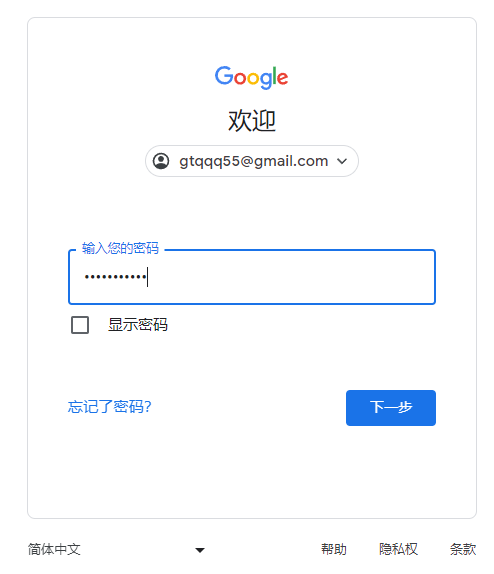 Google
欢迎
gtqqq55@gmail.com
输入您的密码
•••••••••••
显示密码
忘记了密码?
下一步
简体中文
帮助
隐私权
条款